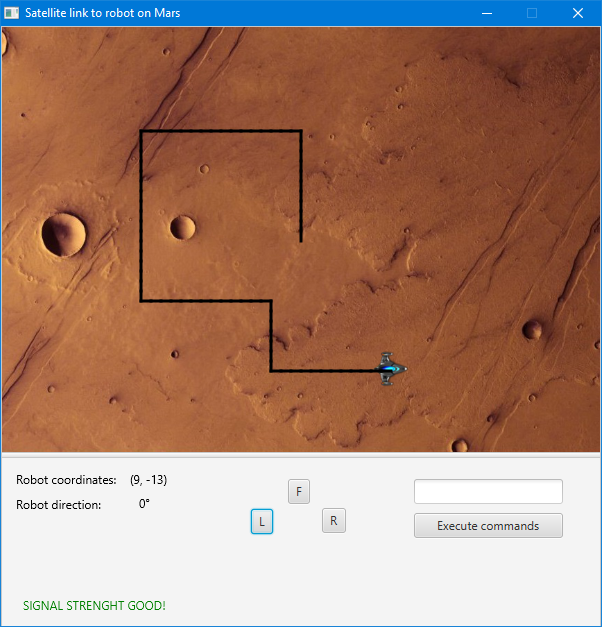 Satellite link to robot on Mars
Robot coordinates: (9, -13)
Robot direction: 0°
F
L
R
Execute commands
SIGNAL STRENGHT GOOD!